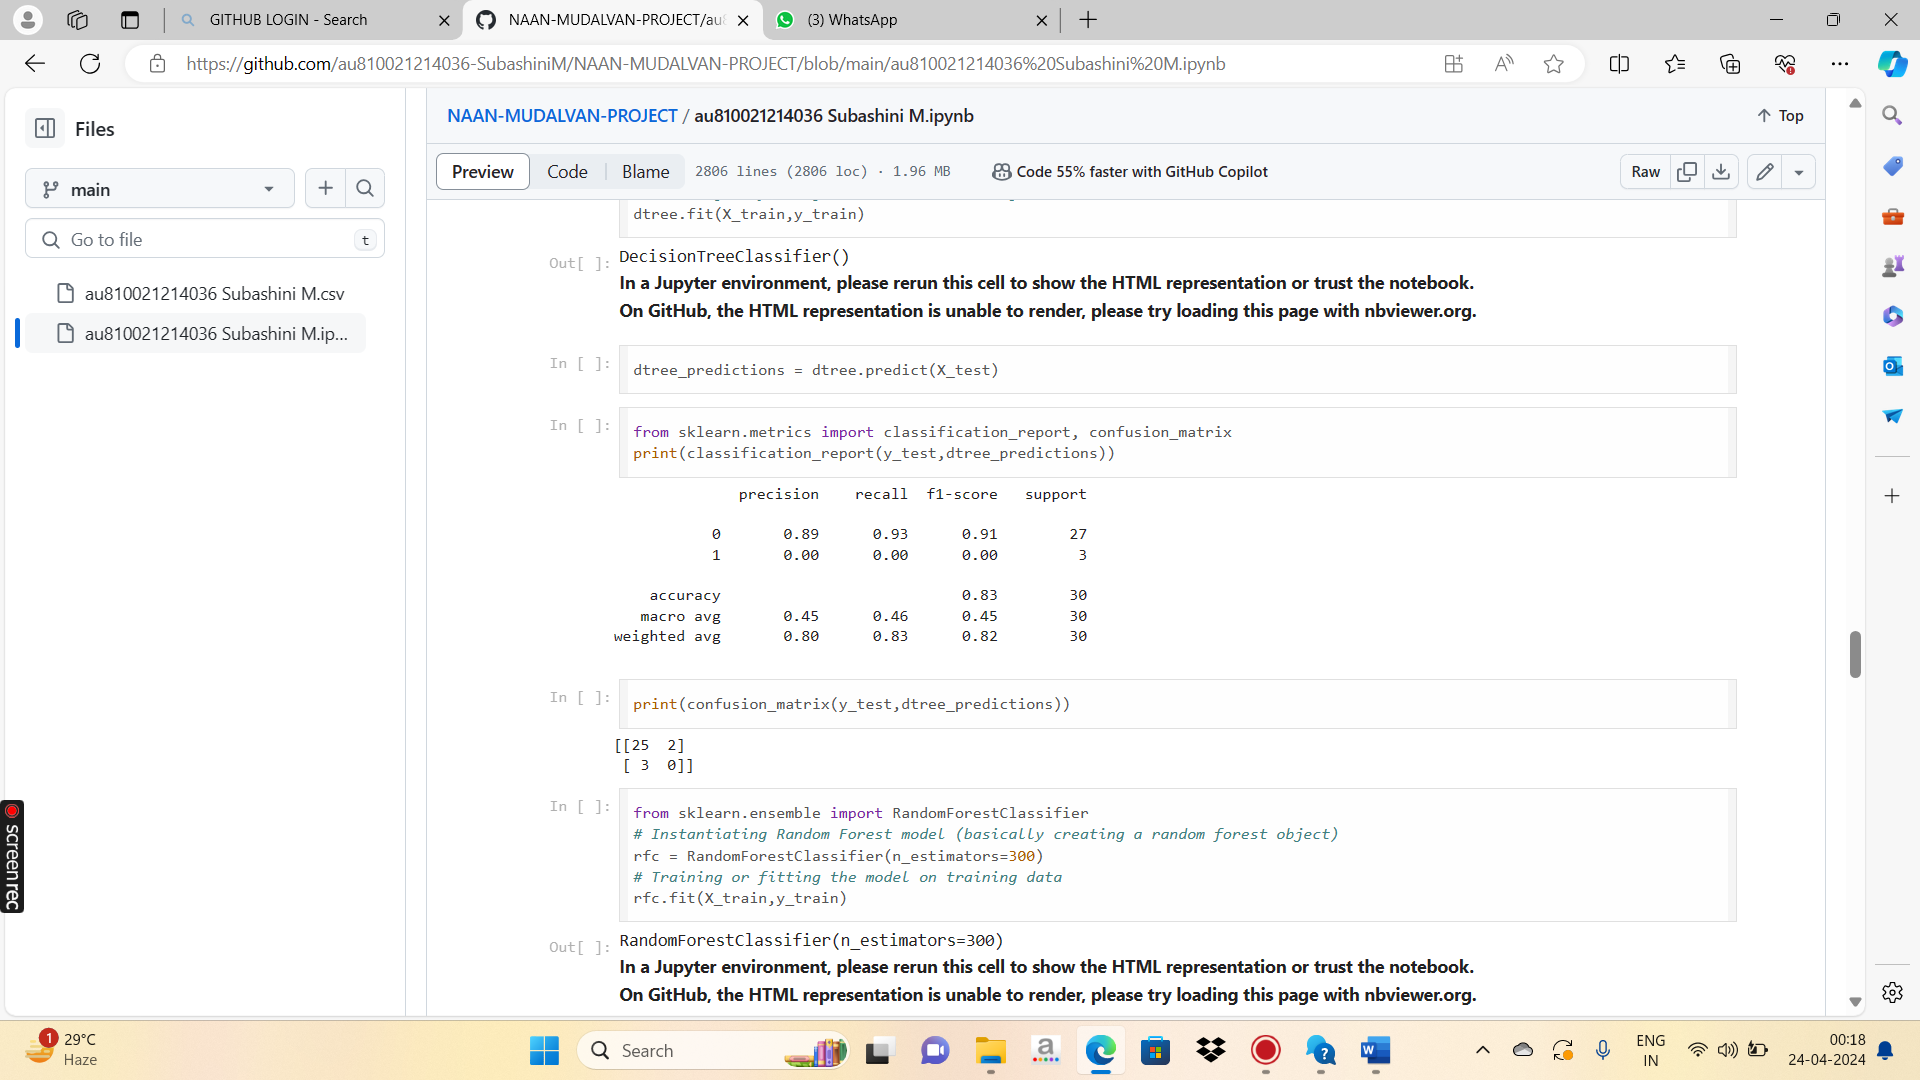 GITHUB LOGIN - Search
NAAN-MUDALVAN-PROJECT/au8
(3) WhatsApp
https://github.com/au810021214036-SubashiniM/NAAN-MUDALVAN-PROJECT/blob/main/au810021214036%20Subashini%20M.ipynb
Files
main
Go to file
t
au810021214036 Subashini M.csv
au810021214036 Subashini M.ip...
NAAN-MUDALVAN-PROJECT / au810021214036 Subashini M.ipynb
Top
Preview
Code
Blame
2806 lines (2806 loc) · 1.96 MB
Code 55% faster with GitHub Copilot
Raw
dtree.fit(X_train,y_train)
Out[ ]: DecisionTreeClassifier()
In a Jupyter environment, please rerun this cell to show the HTML representation or trust the notebook.
On GitHub, the HTML representation is unable to render, please try loading this page with nbviewer.org.
In [ ]: dtree_predictions = dtree.predict(X_test)
In [ ]: from sklearn.metrics import classification_report, confusion_matrix
print(classification_report(y_test,dtree_predictions))
precision recall f1-score support
0 0.89 0.93 0.91 27
1 0.00 0.00 0.00 3
accuracy 0.83 30
macro avg 0.45 0.46 0.45 30
weighted avg 0.80 0.83 0.82 30
In [ ]: print(confusion_matrix(y_test,dtree_predictions))
[[25 2]
[ 3 0]]
In [ ]: from sklearn.ensemble import RandomForestClassifier
# Instantiating Random Forest model (basically creating a random forest object)
rfc = RandomForestClassifier(n_estimators=300)
# Training or fitting the model on training data
rfc.fit(X_train,y_train)
Out[ ]: RandomForestClassifier(n_estimators=300)
In a Jupyter environment, please rerun this cell to show the HTML representation or trust the notebook.
On GitHub, the HTML representation is unable to render, please try loading this page with nbviewer.org.
screenrec
1
29°C
Haze
Search
ENG
IN
00:18
24-04-2024